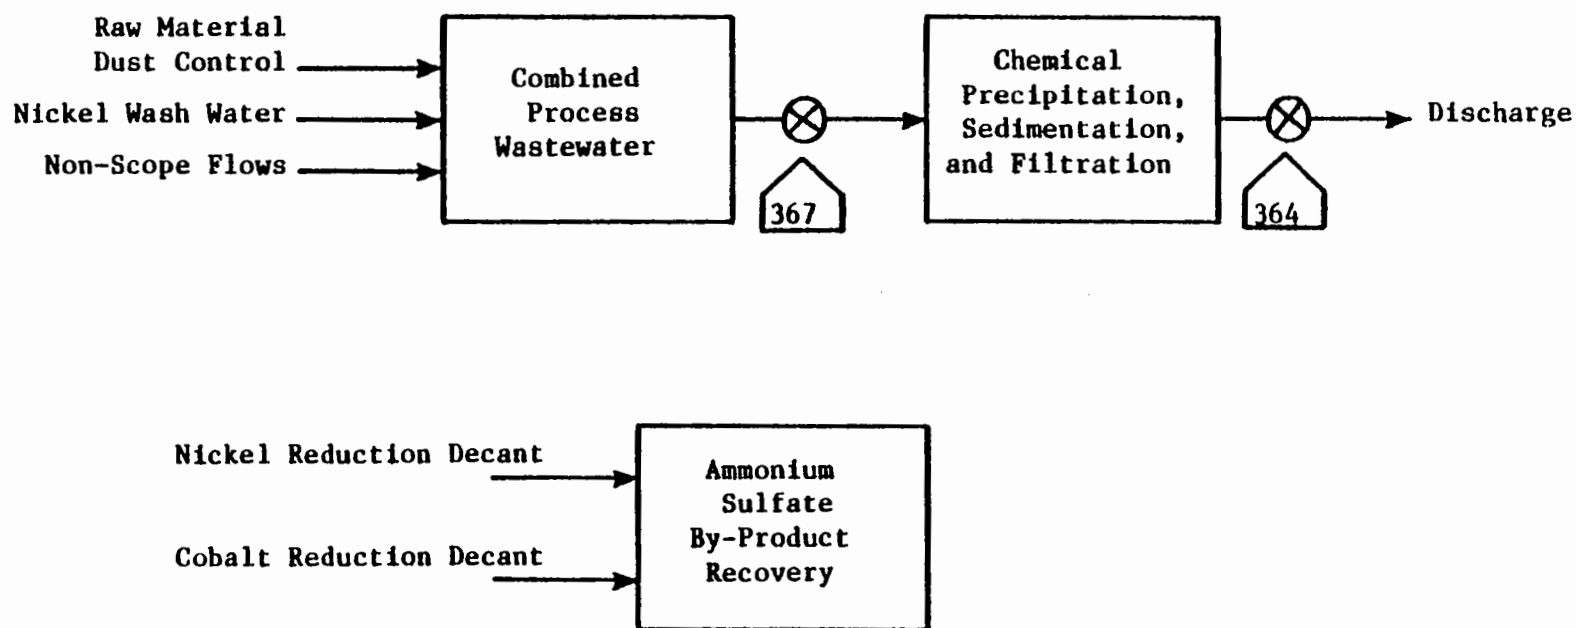 Raw Material
Dust Control
Nickel Wash Water
Non-Scope Flows
Combined
Process
Wastewater
367
Chemical
Precipitation,
Sedimentation,
and Filtration
364
Discharge
Nickel Reduction Decant
Cobalt Reduction Decant
Ammonium
Sulfate
By-Product
Recovery